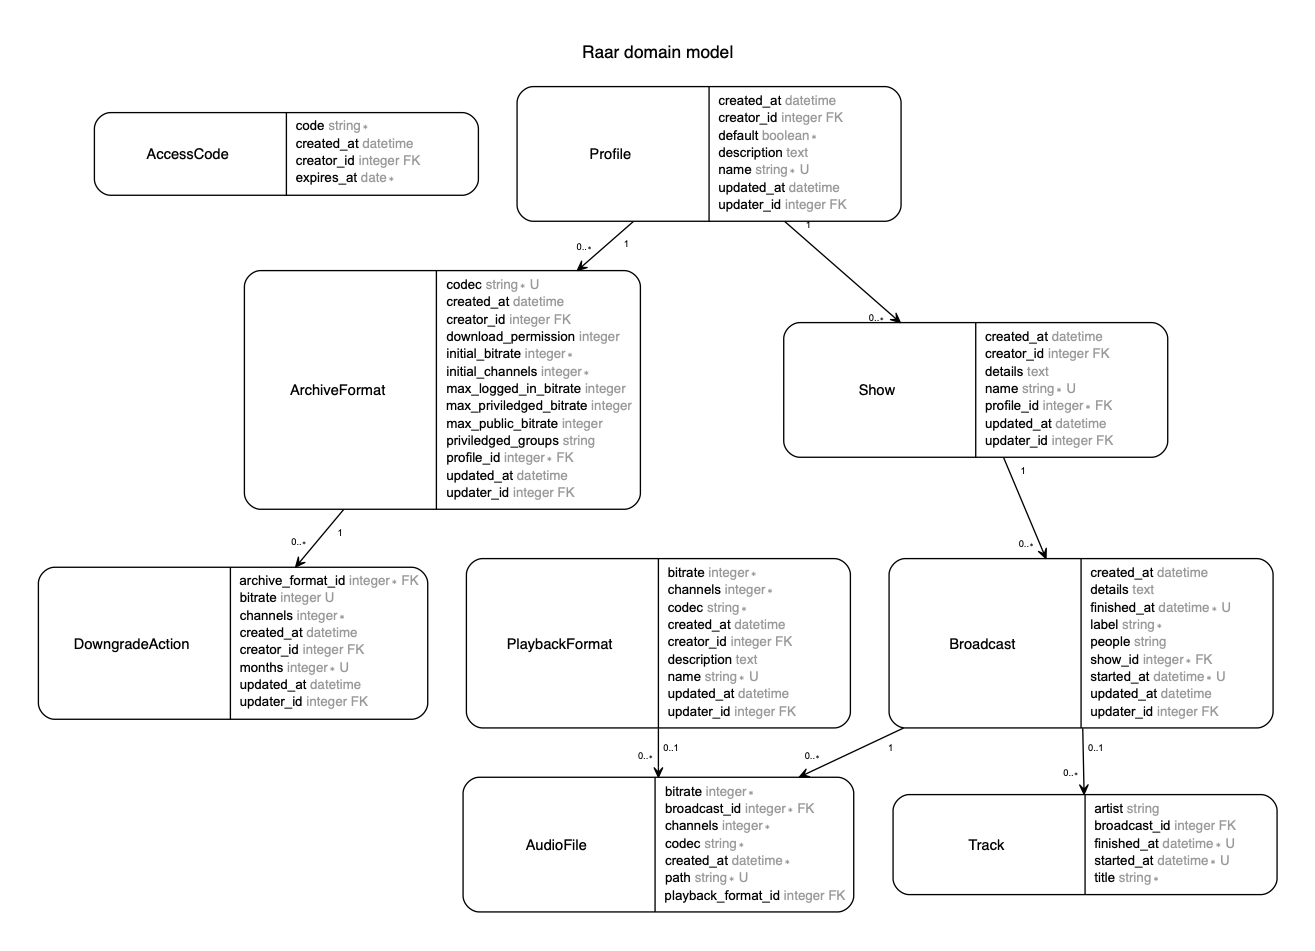 Raar domain model
AccessCode
code string∗
created_at datetime
creator_id integer FK
expires_at date∗
Profile
created_at datetime
creator_id integer FK
default boolean∗
description text
name string∗ U
updated_at datetime
updater_id integer FK
0..∗
1
1
0..∗
ArchiveFormat
codec string∗ U
created_at datetime
creator_id integer FK
download_permission integer
initial_bitrate integer∗
initial_channels integer∗
max_logged_in_bitrate integer
max_priviledged_bitrate integer
max_public_bitrate integer
priviledged_groups string
profile_id integer∗ FK
updated_at datetime
updater_id integer FK
Show
created_at datetime
creator_id integer FK
details text
name string∗ U
profile_id integer∗ FK
updated_at datetime
updater_id integer FK
0..∗
1
1
0..∗
DowngradeAction
archive_format_id integer∗ FK
bitrate integer U
channels integer∗
created_at datetime
creator_id integer FK
months integer∗ U
updated_at datetime
updater_id integer FK
PlaybackFormat
bitrate integer∗
channels integer∗
codec string∗
created_at datetime
creator_id integer FK
description text
name string∗ U
updated_at datetime
updater_id integer FK
Broadcast
created_at datetime
details text
finished_at datetime∗ U
label string∗
people string
show_id integer∗ FK
started_at datetime∗ U
updated_at datetime
updater_id integer FK
0..∗
0..1
0..∗
1
0..1
0..∗
AudioFile
bitrate integer∗
broadcast_id integer∗ FK
channels integer∗
codec string∗
created_at datetime∗
path string∗ U
playback_format_id integer FK
Track
artist string
broadcast_id integer FK
finished_at datetime∗ U
started_at datetime∗ U
title string∗